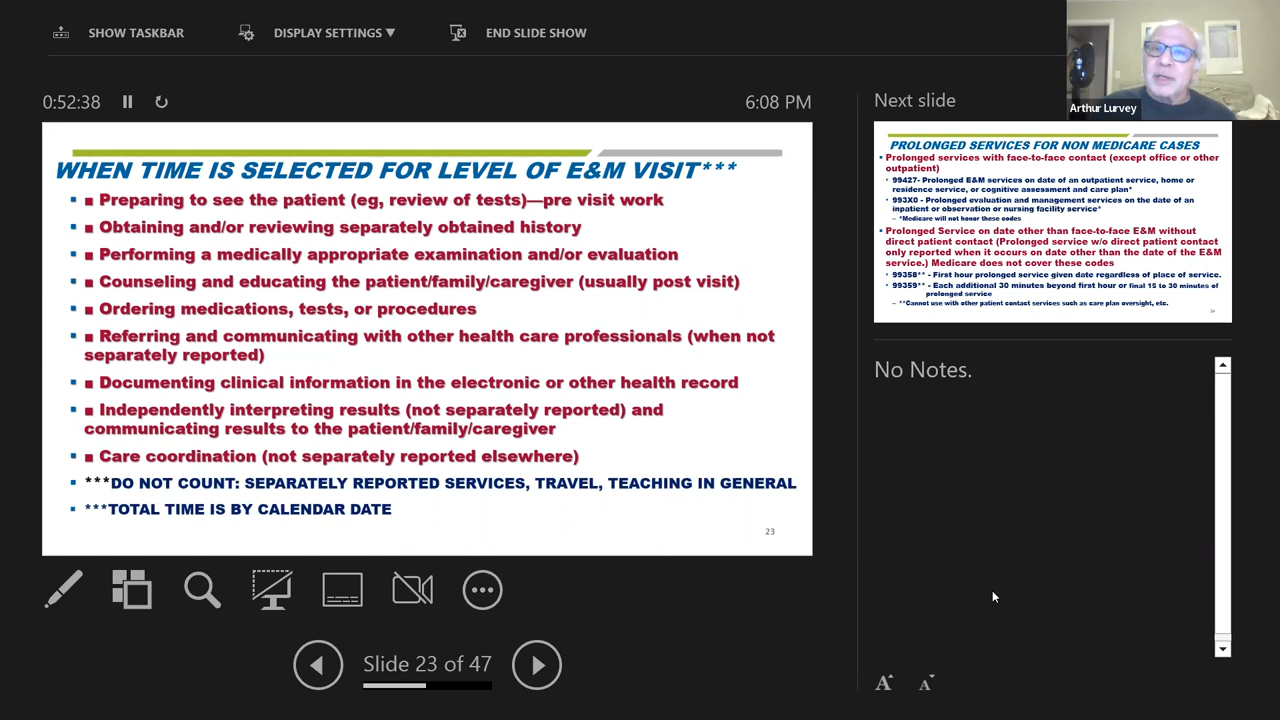 SHOW TASKBAR
DISPLAY SETTINGS ▼
END SLIDE SHOW
Arthur Lurvey
0:52:38
6:08 PM
WHEN TIME IS SELECTED FOR LEVEL OF E&M VISIT***
▪ ■ Preparing to see the patient (eg, review of tests)—pre visit work
▪ ■ Obtaining and/or reviewing separately obtained history
▪ ■ Performing a medically appropriate examination and/or evaluation
▪ ■ Counseling and educating the patient/family/caregiver (usually post visit)
▪ ■ Ordering medications, tests, or procedures
▪ ■ Referring and communicating with other health care professionals (when not
separately reported)
▪ ■ Documenting clinical information in the electronic or other health record
▪ ■ Independently interpreting results (not separately reported) and
communicating results to the patient/family/caregiver
▪ ■ Care coordination (not separately reported elsewhere)
▪ ***DO NOT COUNT: SEPARATELY REPORTED SERVICES, TRAVEL, TEACHING IN GENERAL
▪ ***TOTAL TIME IS BY CALENDAR DATE
23
Slide 23 of 47
Next slide
PROLONGED SERVICES FOR NON MEDICARE CASES
▪ Prolonged services with face-to-face contact (except office or other
outpatient)
▪ 99427- Prolonged E&M services on date of an outpatient service, home or
residence service, or cognitive assessment and care plan*
▪ 993X0 - Prolonged evaluation and management services on the date of an
inpatient or observation or nursing facility service*
– *Medicare will not honor these codes
▪ Prolonged Service on date other than face-to-face E&M without
direct patient contact (Prolonged service w/o direct patient contact
only reported when it occurs on date other than the date of the E&M
service.) Medicare does not cover these codes
▪ 99358** - First hour prolonged service given date regardless of place of service.
▪ 99359** - Each additional 30 minutes beyond first hour or final 15 to 30 minutes of
prolonged service
– **Cannot use with other patient contact services such as care plan oversight, etc.
No Notes.
A A